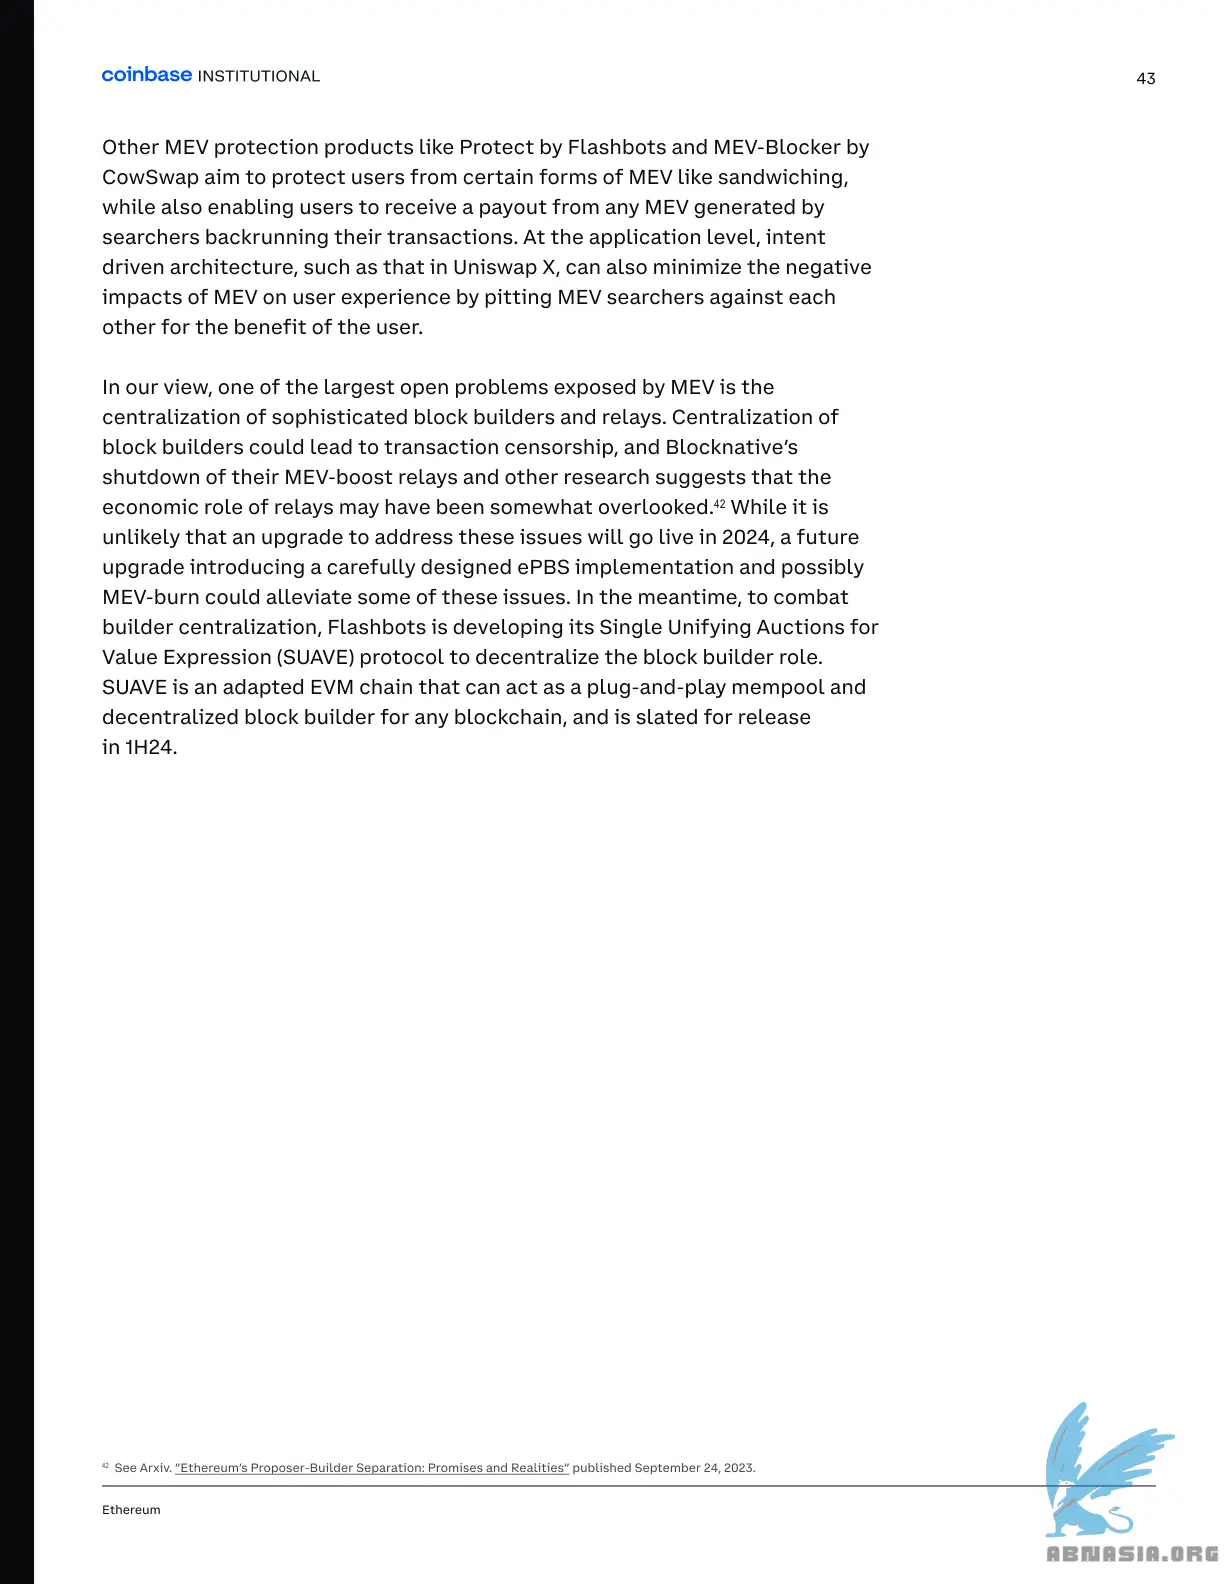 coinbase INSTITUTIONAL
43
Other MEV protection products like Protect by Flashbots and MEV-Blocker by
CowSwap aim to protect users from certain forms of MEV like sandwiching,
while also enabling users to receive a payout from any MEV generated by
searchers backrunning their transactions. At the application level, intent
driven architecture, such as that in Uniswap X, can also minimize the negative
impacts of MEV on user experience by pitting MEV searchers against each
other for the benefit of the user.
In our view, one of the largest open problems exposed by MEV is the
centralization of sophisticated block builders and relays. Centralization of
block builders could lead to transaction censorship, and Blocknative’s
shutdown of their MEV-boost relays and other research suggests that the
economic role of relays may have been somewhat overlooked.42 While it is
unlikely that an upgrade to address these issues will go live in 2024, a future
upgrade introducing a carefully designed ePBS implementation and possibly
MEV-burn could alleviate some of these issues. In the meantime, to combat
builder centralization, Flashbots is developing its Single Unifying Auctions for
Value Expression (SUAVE) protocol to decentralize the block builder role.
SUAVE is an adapted EVM chain that can act as a plug-and-play mempool and
decentralized block builder for any blockchain, and is slated for release
in 1H24.
42 See Arxiv. “Ethereum’s Proposer-Builder Separation: Promises and Realities” published September 24, 2023.
Ethereum
ABNASIA.ORG